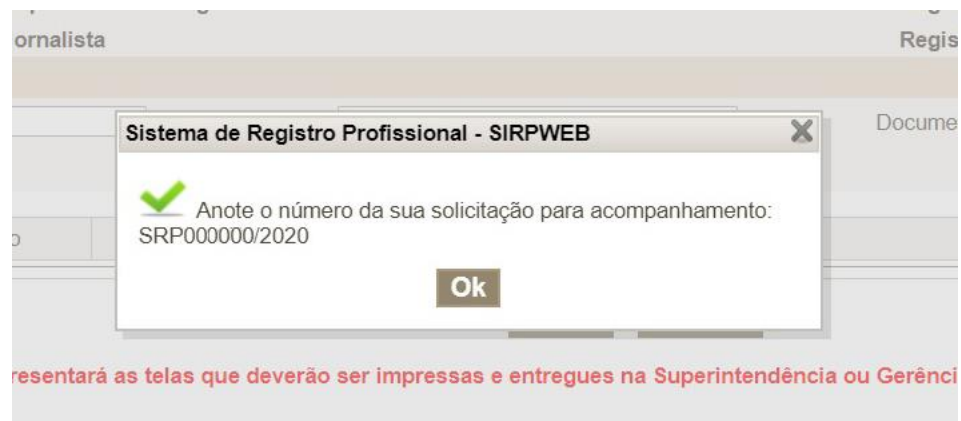 ornalista
Regis
Sistema de Registro Profissional - SIRPWEB
Docume
Anote o número da sua solicitação para acompanhamento:
SRP000000/2020
o
Ok
resentará as telas que deverão ser impressas e entregues na Superintendência ou Gerênci